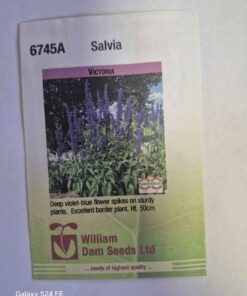 6745A Salvia
VICTORIA
Deep violet-blue flower spikes on sturdy
plants. Excellent border plant. Ht. 50cm
William
Dam Seeds Ltd
... seeds of highest quality ...
Galaxy S24 FE